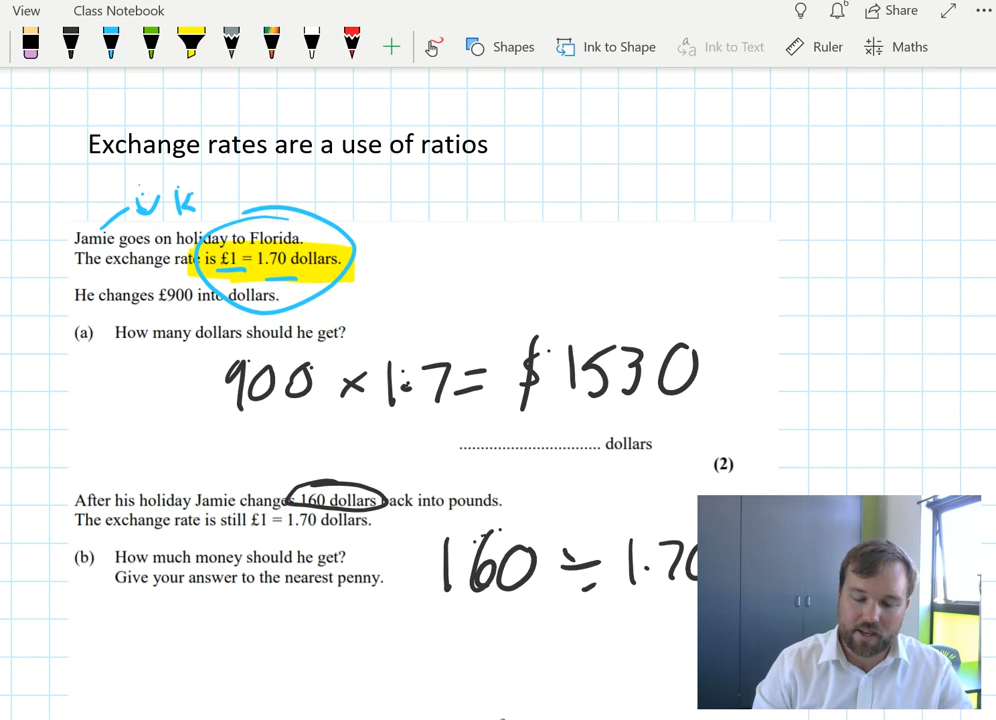 View Class Notebook Share
Shapes Ink to Shape Ink to Text Ruler Maths
Exchange rates are a use of ratios
UK
Jamie goes on holiday to Florida.
The exchange rate is £1 = 1.70 dollars.
He changes £900 into dollars.
(a) How many dollars should he get?
900 × 1.7 = $1530
.................................. dollars
(2)
After his holiday Jamie changes 160 dollars back into pounds.
The exchange rate is still £1 = 1.70 dollars.
(b) How much money should he get?
Give your answer to the nearest penny.
160 ÷ 1.70